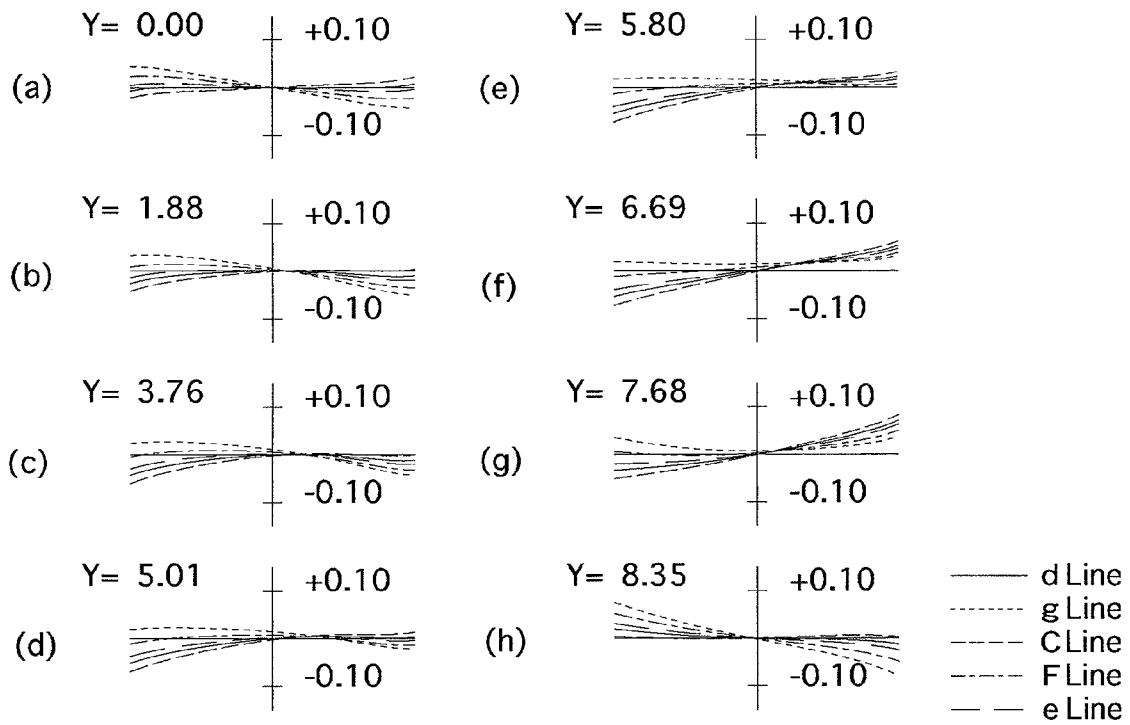 Y= 0.00
+0.10
(a)
-0.10
Y= 1.88
+0.10
(b)
-0.10
Y= 3.76
+0.10
(c)
-0.10
Y= 5.01
+0.10
(d)
-0.10
Y= 5.80
+0.10
(e)
-0.10
Y= 6.69
+0.10
(f)
-0.10
Y= 7.68
+0.10
(g)
-0.10
Y= 8.35
+0.10
(h)
-0.10
d Line
g Line
C Line
F Line
e Line